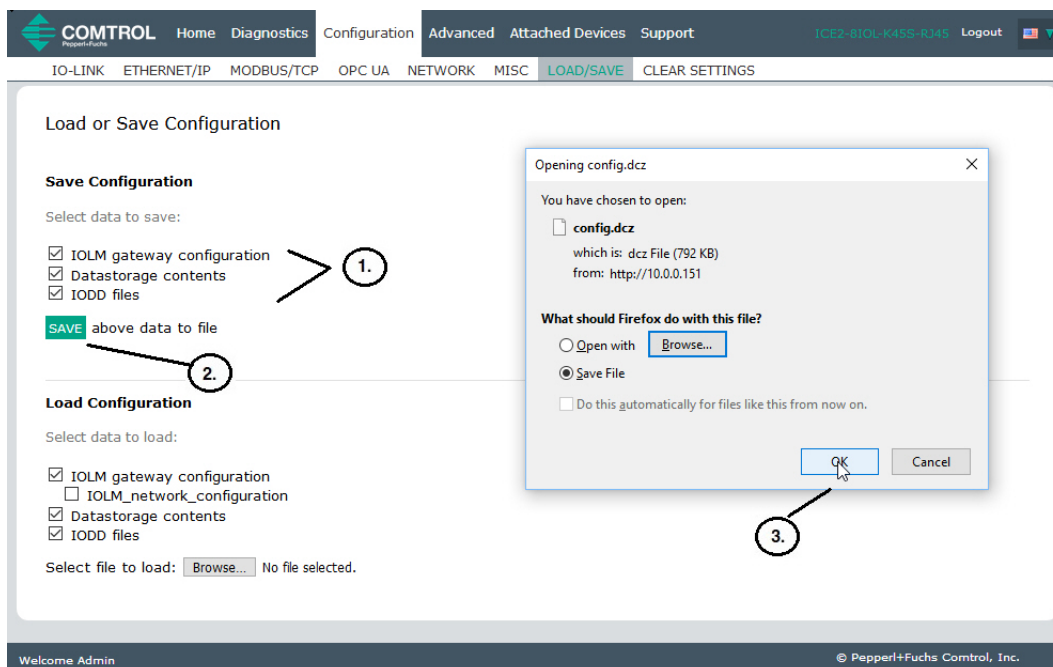 COMTROL
Pepperl+Fuchs
Home Diagnostics Configuration Advanced Attached Devices Support
ICE2-8IOL-K45S-RJ45 Logout
IO-LINK ETHERNET/IP MODBUS/TCP OPC UA NETWORK MISC LOAD/SAVE CLEAR SETTINGS
Load or Save Configuration
Save Configuration
Select data to save:
IOLM gateway configuration
Datastorage contents
IODD files
1.
SAVE above data to file
2.
Load Configuration
Select data to load:
IOLM gateway configuration
IOLM_network_configuration
Datastorage contents
IODD files
Select file to load: Browse... No file selected.
Opening config.dcz
You have chosen to open:
config.dcz
which is: dcz File (792 KB)
from: http://10.0.0.151
What should Firefox do with this file?
Open with Browse...
Save File
Do this automatically for files like this from now on.
OK Cancel
3.
Welcome Admin
© Pepperl+Fuchs Comtrol, Inc.